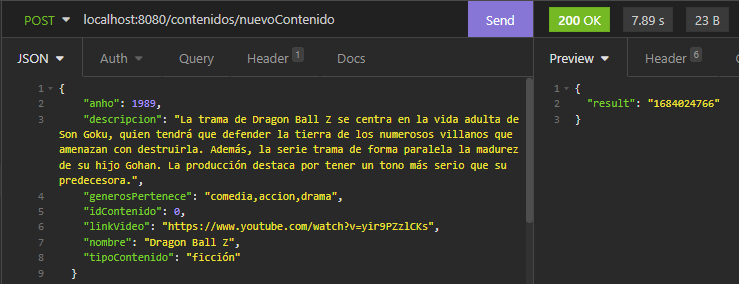 POST localhost:8080/contenidos/nuevoContenido Send 200 OK 7.89 s 23 B
JSON Auth Query Header 1 Docs Preview Header 6
1 {
2 "anho": 1989,
3 "descripcion": "La trama de Dragon Ball Z se centra en la vida adulta de
Son Goku, quien tendrá que defender la tierra de los numerosos villanos que
amenazan con destruirla. Además, la serie trama de forma paralela la madurez
de su hijo Gohan. La producción destaca por tener un tono más serio que su
predecesora.",
4 "generosPertenece": "comedia,accion,drama",
5 "idContenido": 0,
6 "linkVideo": "https://www.youtube.com/watch?v=yir9PZzlCKs",
7 "nombre": "Dragon Ball Z",
8 "tipoContenido": "ficción"
9 }
1 {
2 "result": "1684024766"
3 }